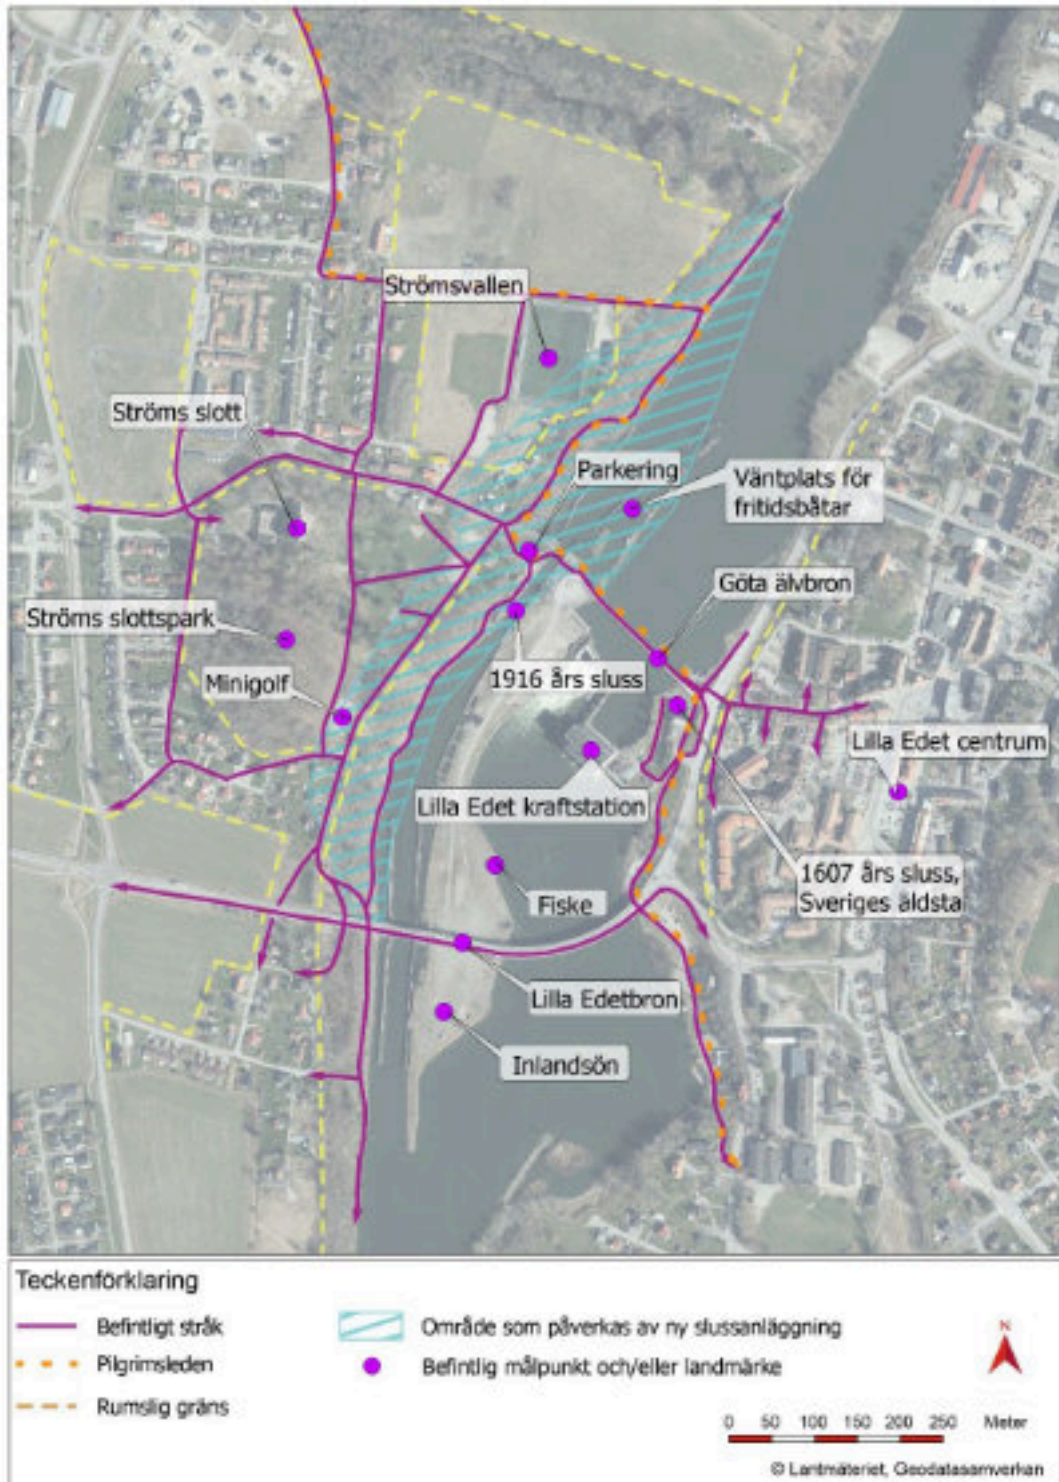 Strömsvallen
Ströms slott
Parkering
Väntplats för
fritidsbåtar
Göta älvbron
Ströms slottspark
1916 års sluss
Minigolf
Lilla Edet centrum
Lilla Edet kraftstation
1607 års sluss,
Sveriges äldsta
Fiske
Lilla Edetbron
Inlandsön
Teckenförklaring
Befintligt stråk
Pilgrimsleden
Rumslig gräns
Område som påverkas av ny slussanläggning
Befintlig målpunkt och/eller landmärke
N
0 50 100 150 200 250 Meter
© Lantmäteriet, Geodatasamverkan